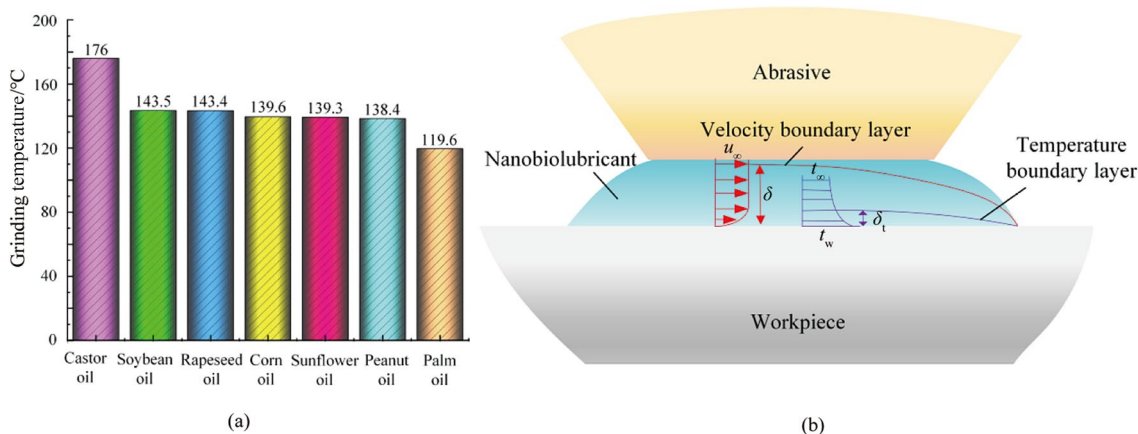 Grinding temperature/°C
200
160
120
80
40
0
176
143.5
143.4
139.6
139.3
138.4
119.6
Castor
oil
Soybean
oil
Rapeseed
oil
Corn
oil
Sunflower
oil
Peanut
oil
Palm
oil
(a)
Abrasive
Velocity boundary layer
Nanobiolubricant
Temperature
boundary layer
u∞
t∞
δ
δt
tw
Workpiece
(b)